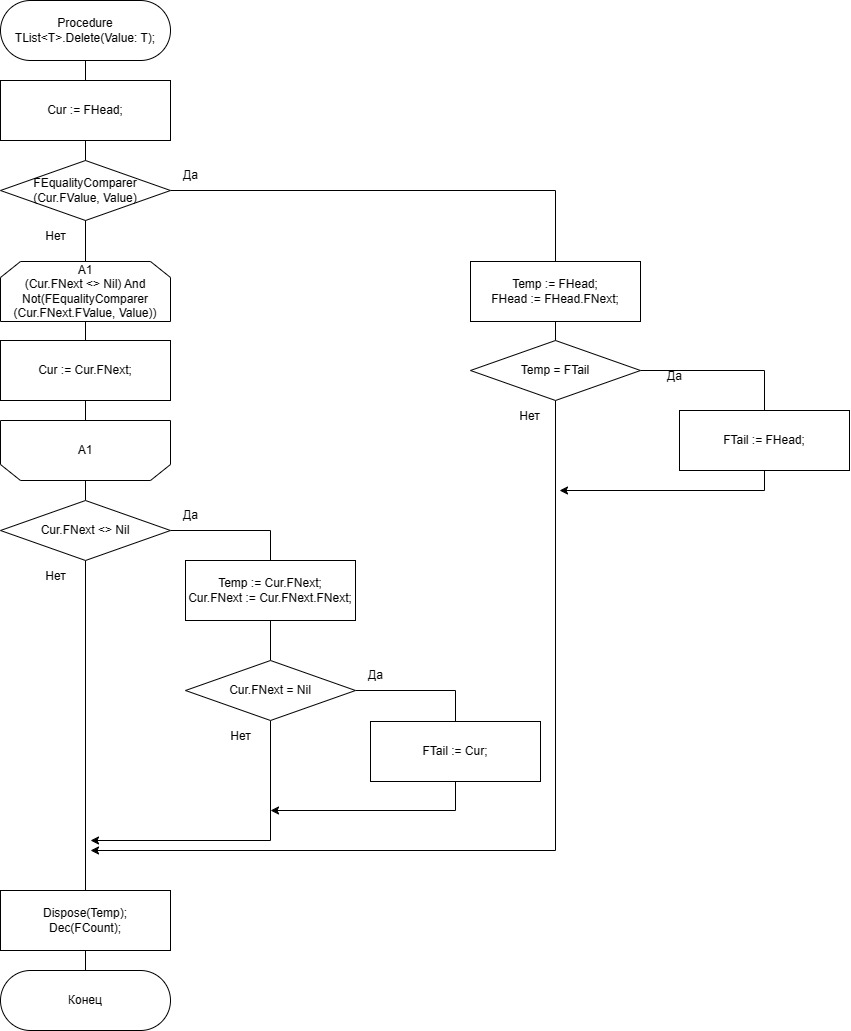 Procedure
TList<T>.Delete(Value: T);
Cur := FHead;
FEqualityComparer
(Cur.FValue, Value)
Да
Нет
A1
(Cur.FNext <> Nil) And
Not(FEqualityComparer
(Cur.FNext.FValue, Value))
Temp := FHead;
FHead := FHead.FNext;
Cur := Cur.FNext;
Temp = FTail
Да
Нет
FTail := FHead;
A1
Cur.FNext <> Nil
Да
Нет
Temp := Cur.FNext;
Cur.FNext := Cur.FNext.FNext;
Cur.FNext = Nil
Да
Нет
FTail := Cur;
Dispose(Temp);
Dec(FCount);
Конец